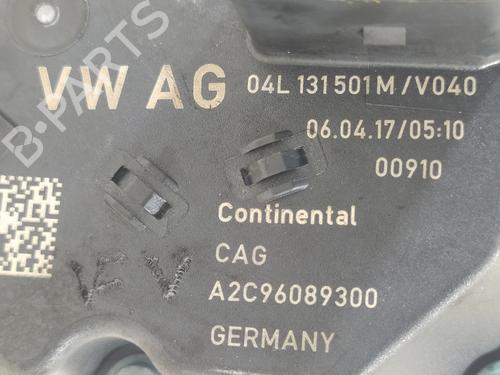 B-PARTS
VW AG 04L 131 501 M /V040
06.04.17/05:10
00910
Continental
CAG
A2C96089300
GERMANY